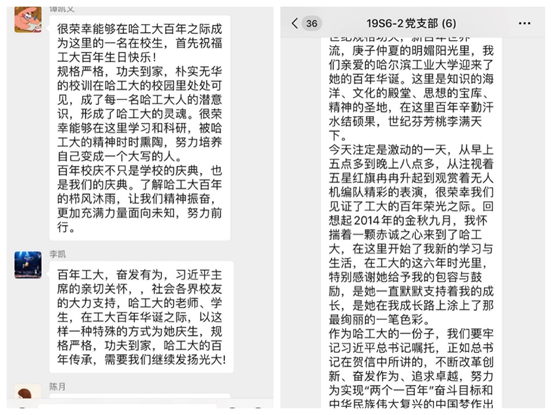 谭凯文
很荣幸能够在哈工大百年之际成
为这里的一名在校生，首先祝福
工大百年生日快乐！
规格严格，功夫到家，朴实无华
的校训在哈工大的校园里处处可
见，成了每一名哈工大人的潜意
识，形成了哈工大的灵魂。很荣
幸能够在这里学习和科研，被哈
工大的精神时时熏陶，努力培养
自己变成一个大写的人。
百年校庆不只是学校的庆典，也
是我们的庆典。了解哈工大百年
的栉风沐雨，让我们精神振奋，
更加充满力量面向未知，努力前
行。
李凯
百年工大，奋发有为，习近平主
席的亲切关怀，，社会各界校友
的大力支持，哈工大的老师、学
生，在工大百年华诞之际，以这
样一种特殊的方式为她庆生，规
格严格，功夫到家，哈工大的百
年传承，需要我们继续发扬光大!
陈月
36
19S6-2党支部 (6)
流，庚子仲夏的明媚阳光里，我们
亲爱的哈尔滨工业大学迎来了
她的百年华诞。这里是知识的海
洋、文化的殿堂、思想的宝库、
精神的圣地，在这里百年辛勤汗
水结硕果，世纪芬芳桃李满天
下。
今天注定是激动的一天，从早上
五点多到晚上八点多，从注视着
五星红旗冉冉升起到观赏着无人
机编队精彩的表演，很荣幸我们
见证了工大的百年荣光之际。回
想起2014年的金秋九月，我怀
揣着一颗赤诚之心来到了哈工
大，在这里开始了我新的学习与
生活，在工大的这六年时光里，
特别感谢她给予我的包容与鼓
励，是她一直默默支持着我的成
长，是她在我成长路上涂上了那
最绚丽的一笔色彩。
作为哈工大的一份子，我们要牢
记习近平总书记嘱托，正如总书
记在贺信中所讲的，不断改革创
新、奋发作为、追求卓越，努力
为实现“两个一百年”奋斗目标和
中华民族伟大复兴的中国梦作出